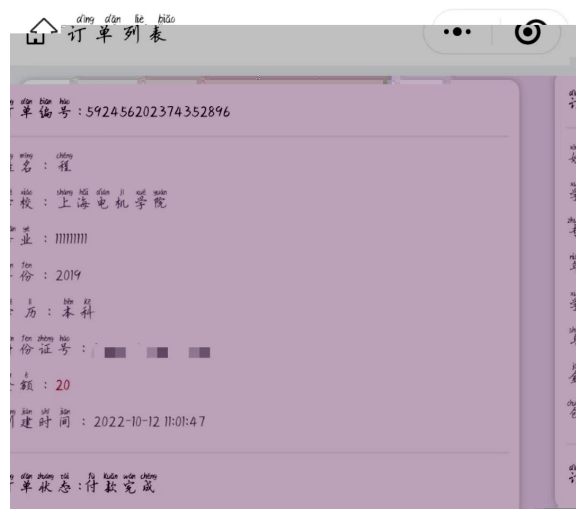 订单列表
单编号:592456202374352896
名:程
校:上海电机学院
业:111111111
份:2019
历:本科
份证号:
额:20
建时间:2022-10-12 11:01:47
单状态:付款完成